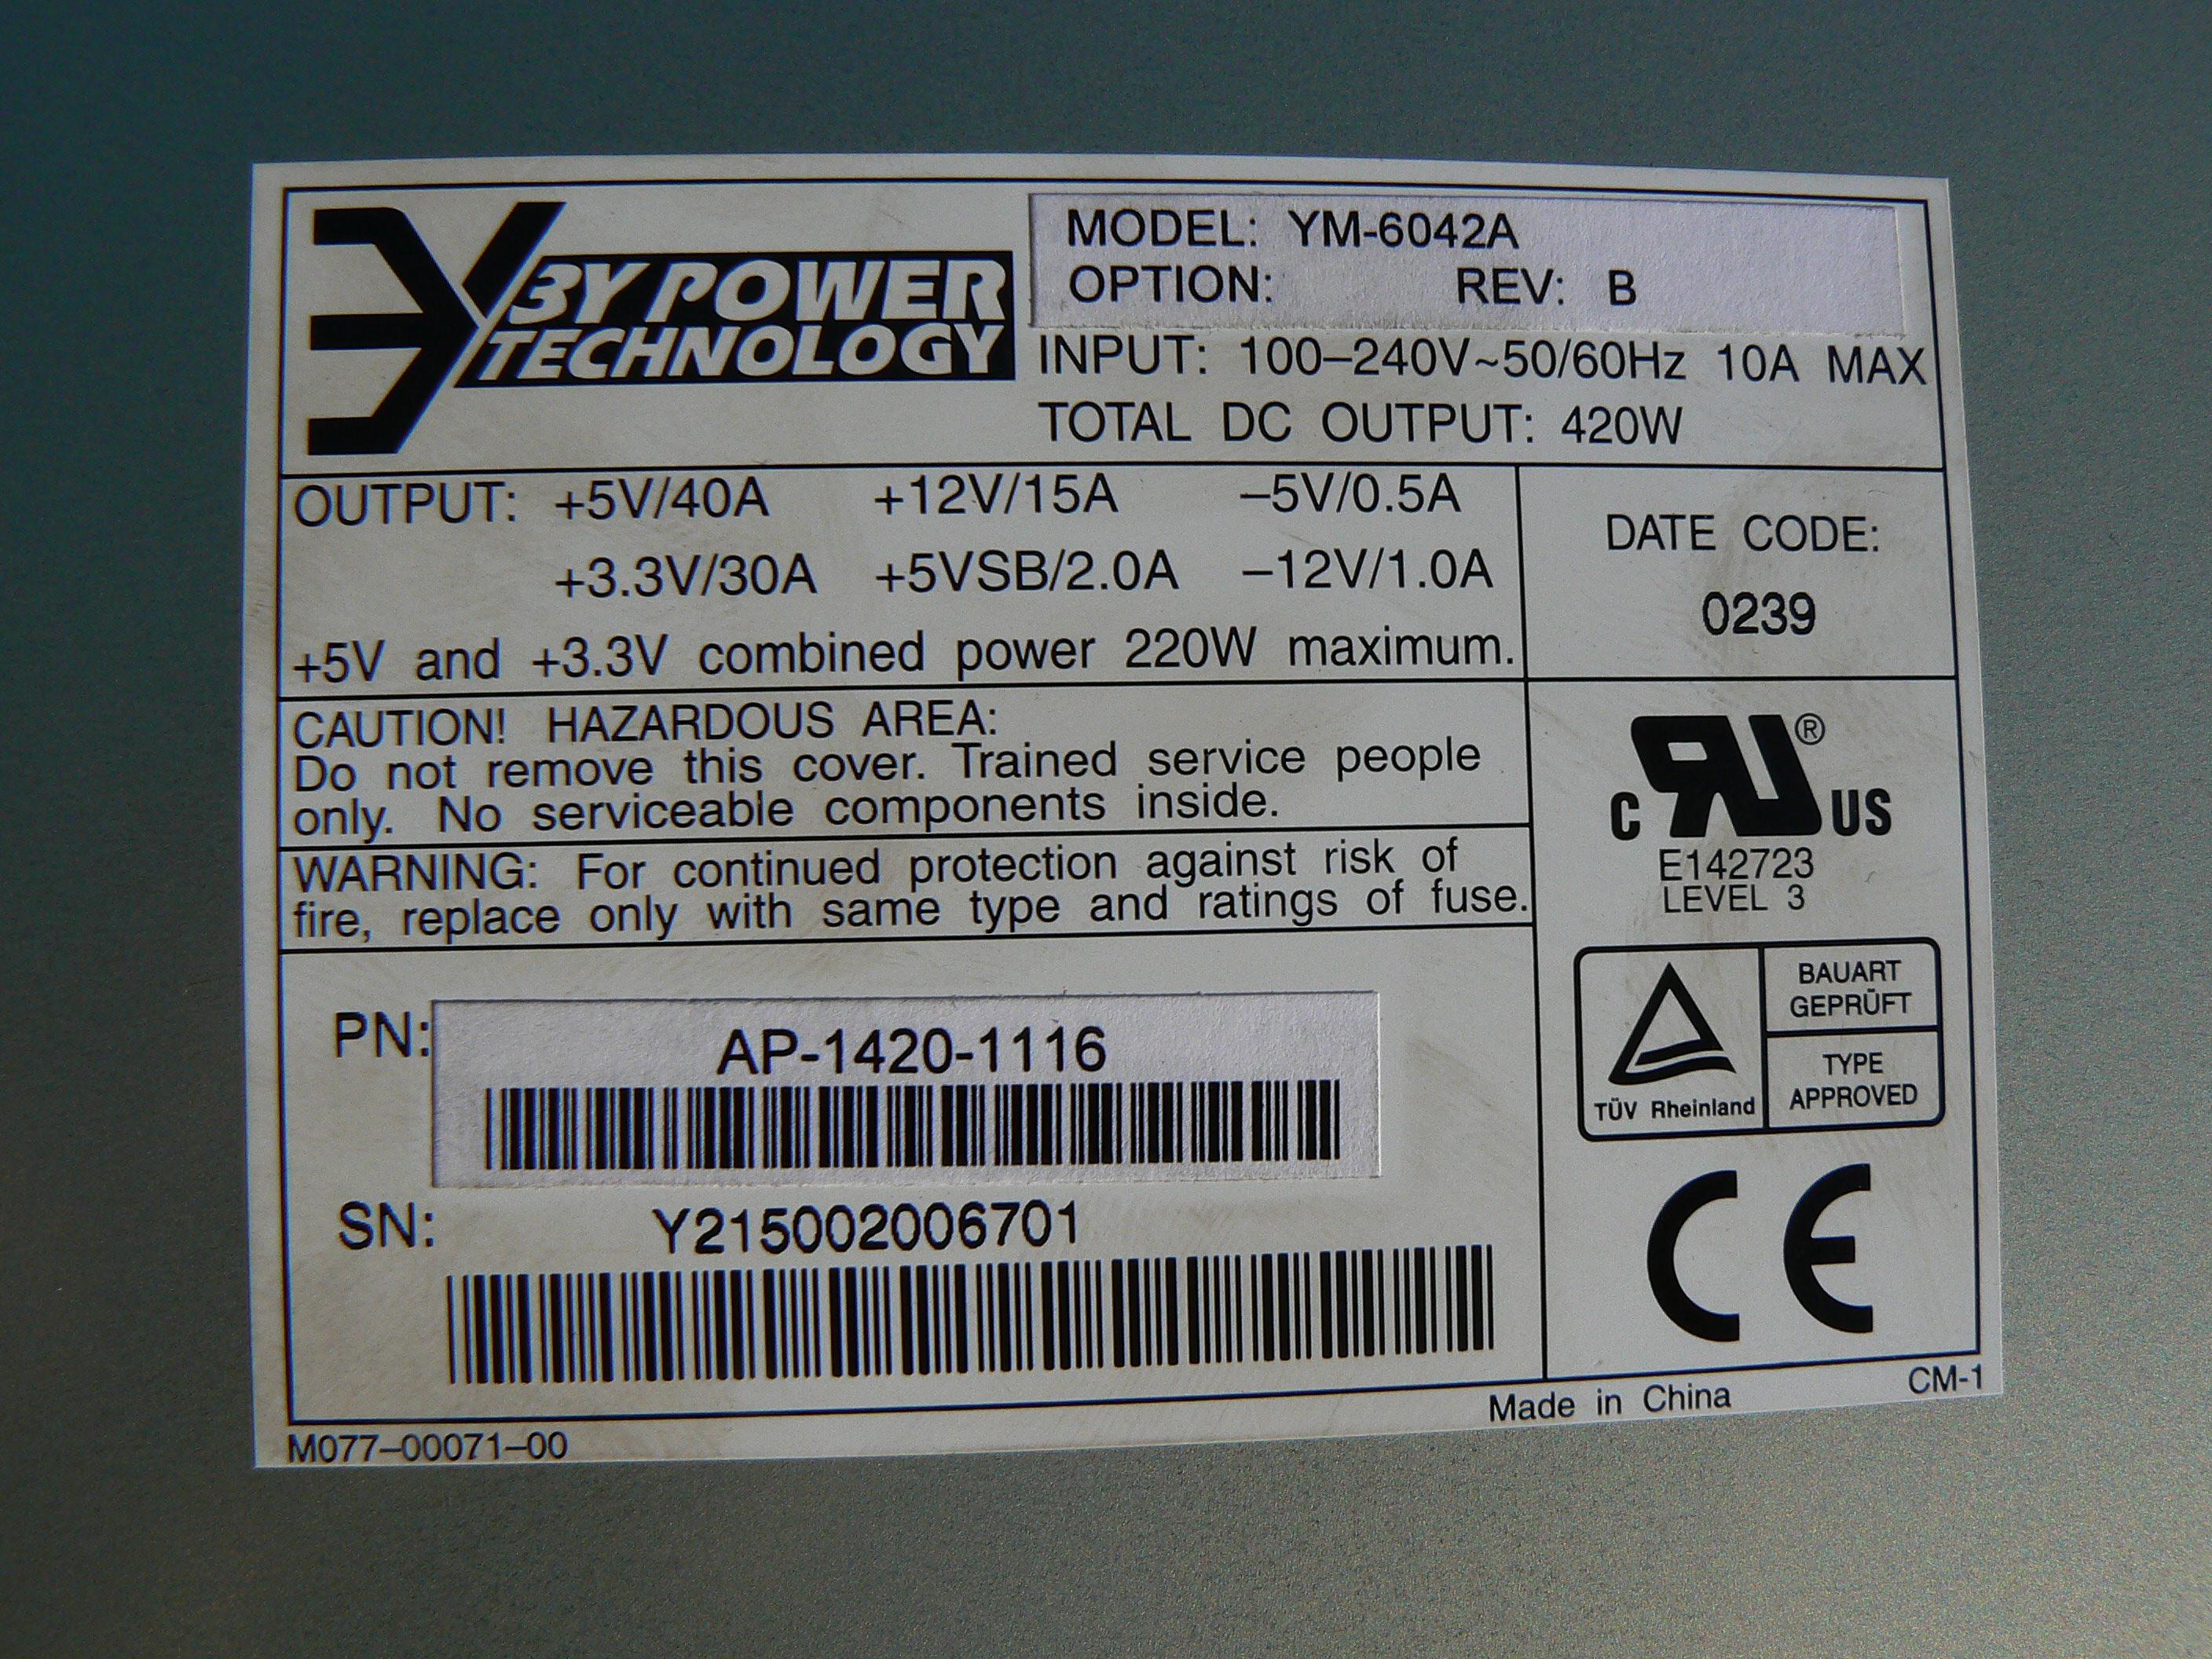 3Y POWER
TECHNOLOGY
MODEL: YM-6042A
OPTION: REV: B
INPUT: 100–240V~50/60Hz 10A MAX
TOTAL DC OUTPUT: 420W
OUTPUT: +5V/40A +12V/15A –5V/0.5A
+3.3V/30A +5VSB/2.0A –12V/1.0A
+5V and +3.3V combined power 220W maximum.
DATE CODE:
0239
CAUTION! HAZARDOUS AREA:
Do not remove this cover. Trained service people
only. No serviceable components inside.
WARNING: For continued protection against risk of
fire, replace only with same type and ratings of fuse.
C RU® US
E142723
LEVEL 3
TÜV Rheinland
BAUART
GEPRÜFT
TYPE
APPROVED
CE
PN: AP-1420-1116
SN: Y215002006701
Made in China
CM-1
M077–00071–00